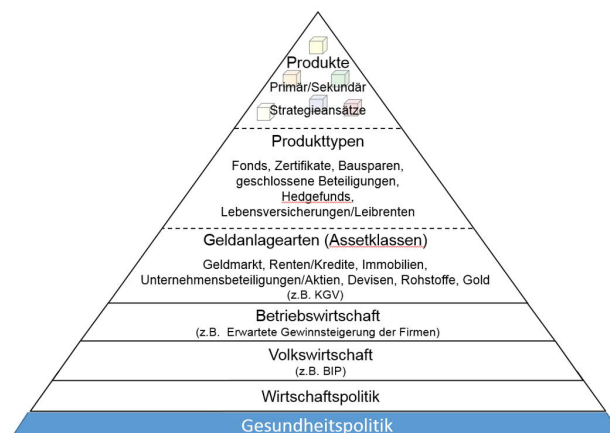 Produkte
Primär/Sekundär
Strategieansätze
Produkttypen
Fonds, Zertifikate, Bausparen,
geschlossene Beteiligungen,
Hedgefunds,
Lebensversicherungen/Leibrenten
Geldanlagearten (Assetklassen)
Geldmarkt, Renten/Kredite, Immobilien,
Unternehmensbeteiligungen/Aktien, Devisen, Rohstoffe, Gold
(z.B. KGV)
Betriebswirtschaft
(z.B. Erwartete Gewinnsteigerung der Firmen)
Volkswirtschaft
(z.B. BIP)
Wirtschaftspolitik
Gesundheitspolitik